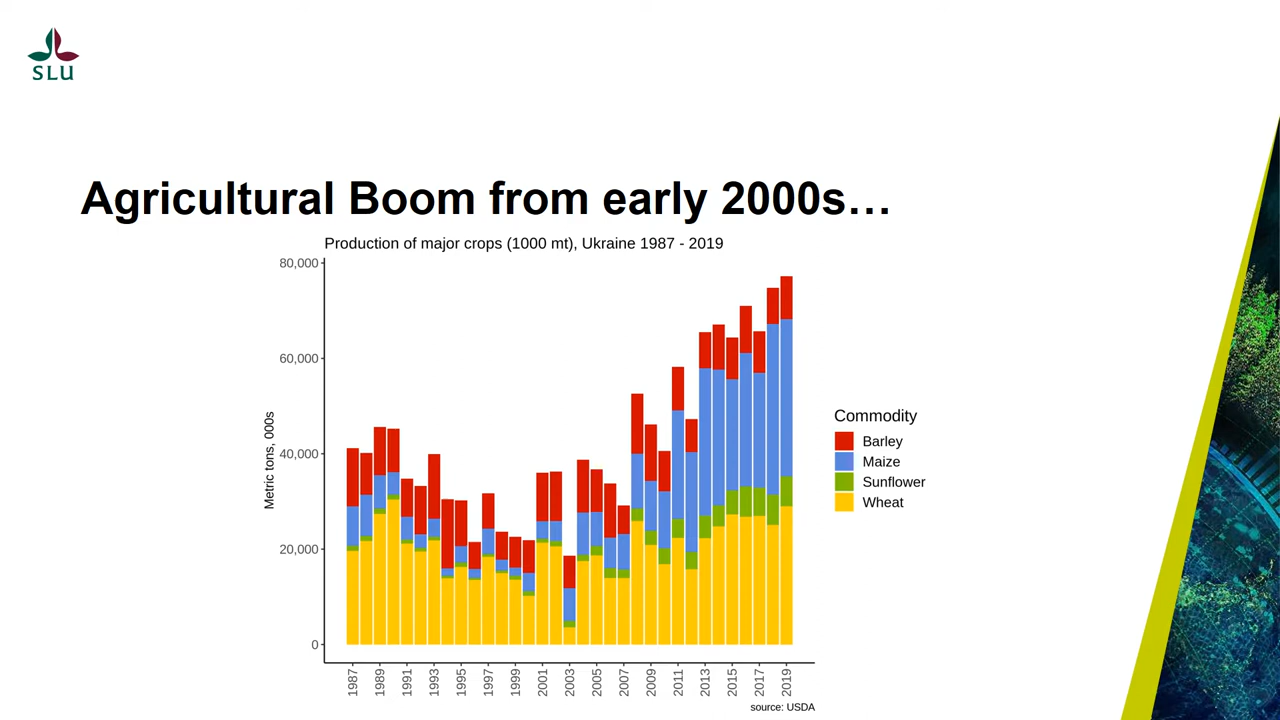 SLU
Agricultural Boom from early 2000s…
Production of major crops (1000 mt), Ukraine 1987 - 2019
80,000
60,000
40,000
20,000
0
Metric tons, 000s
1987
1989
1991
1993
1995
1997
1999
2001
2003
2005
2007
2009
2011
2013
2015
2017
2019
Commodity
Barley
Maize
Sunflower
Wheat
source: USDA